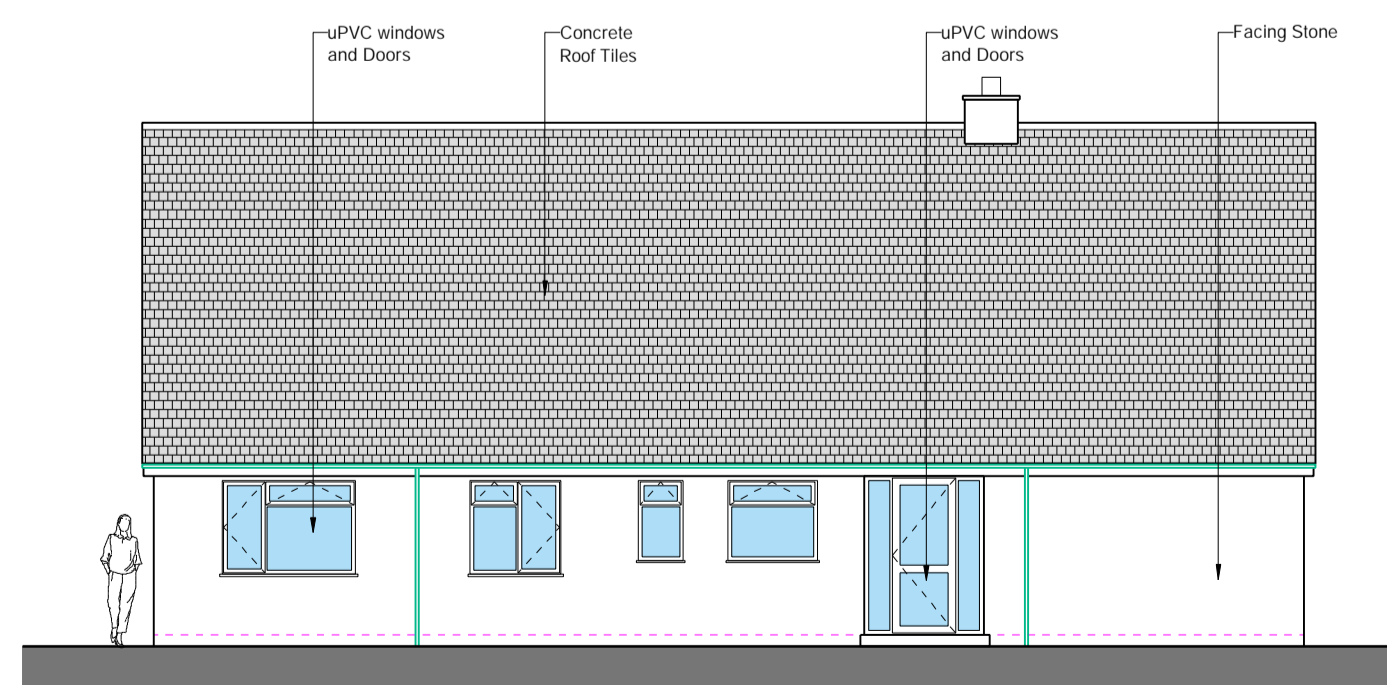 uPVC windows
and Doors
Concrete
Roof Tiles
uPVC windows
and Doors
Facing Stone